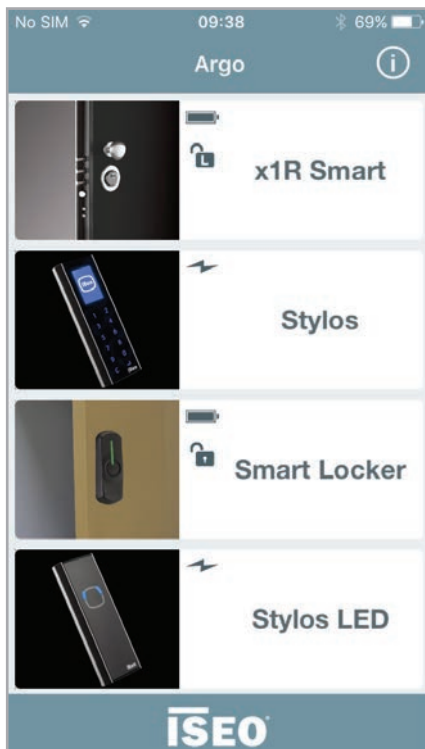 No SIM 09:38 69%
Argo
x1R Smart
Stylos
Smart Locker
Stylos LED
ISEO